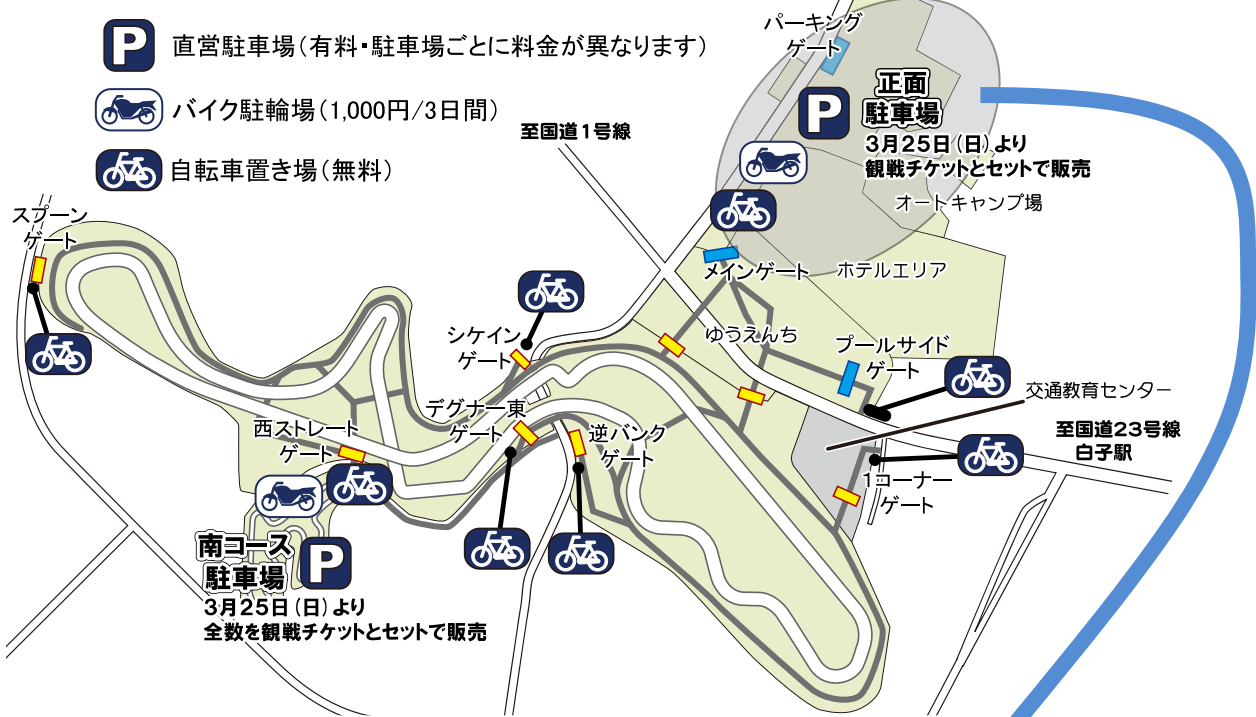 P 直営駐車場(有料・駐車場ごとに料金が異なります)
バイク駐輪場(1,000円/3日間)
自転車置き場(無料)
パーキング
ゲート
P
正面
駐車場
3月25日(日)より
観戦チケットとセットで販売
至国道1号線
オートキャンプ場
スプーン
ゲート
メインゲート
ホテルエリア
シケイン
ゲート
ゆうえんち
プールサイド
ゲート
交通教育センター
デグナー東
ゲート
西ストレート
ゲート
逆バンク
ゲート
至国道23号線
白子駅
1コーナー
ゲート
南コース
駐車場
P
3月25日(日)より
全数を観戦チケットとセットで販売